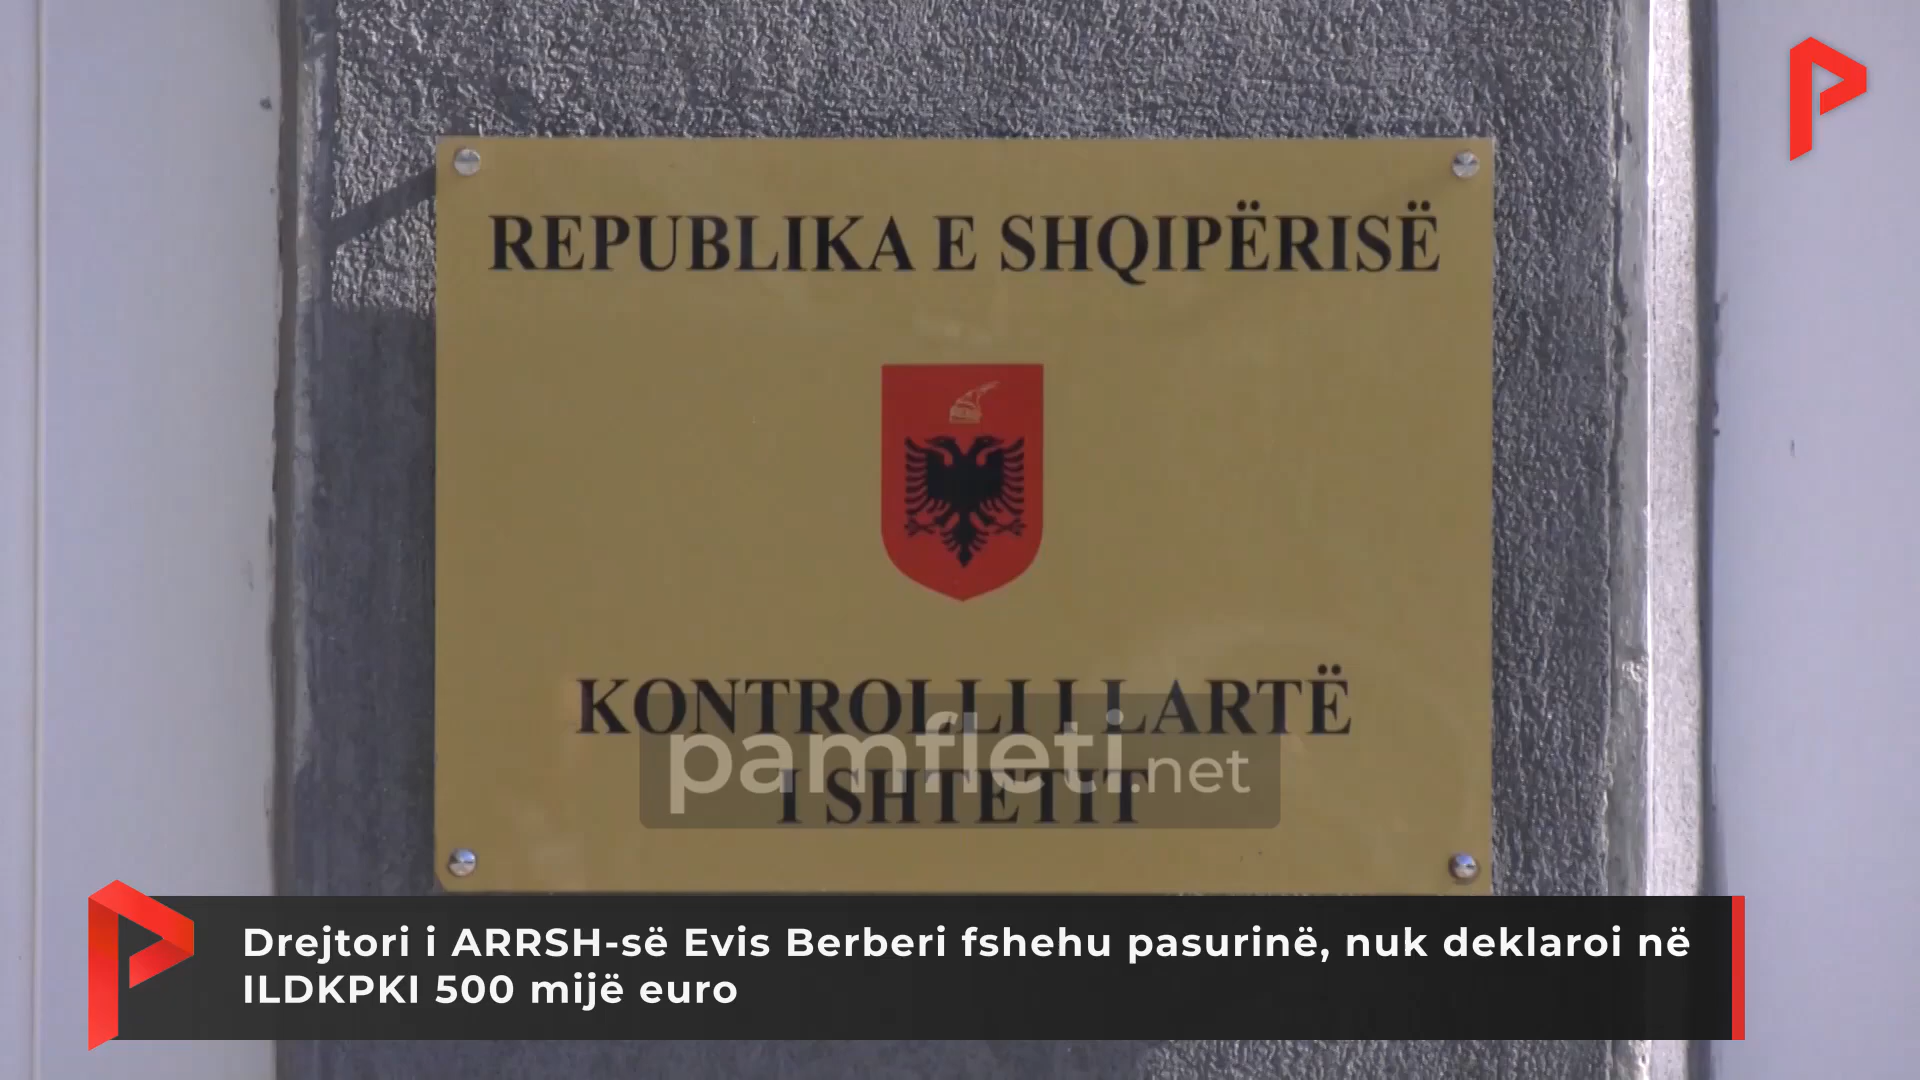 REPUBLIKA E SHQIPËRISË
KONTROLLI I LARTË
I SHTETIT
pamfleti.net
Drejtori i ARRSH-së Evis Berberi fshehu pasurinë, nuk deklaroi në
ILDKPKI 500 mijë euro